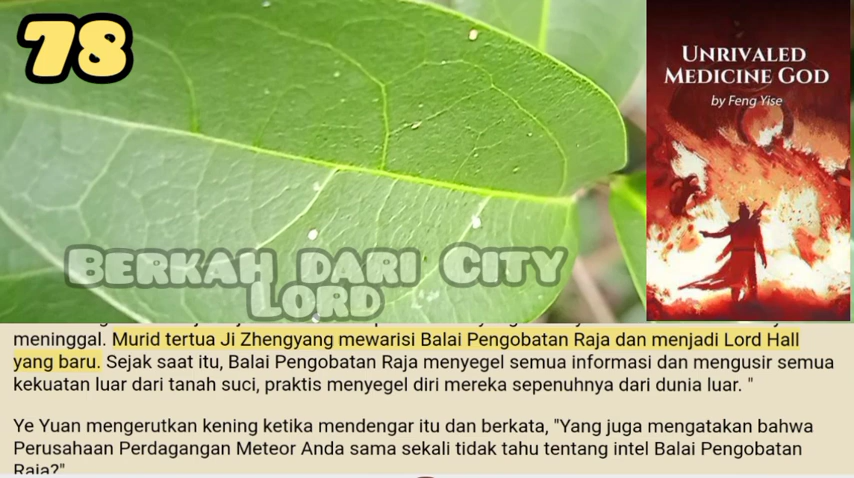 78
UNRIVALED
MEDICINE GOD
by Feng Yise
BERKAH DARI CITY
LORD
meninggal. Murid tertua Ji Zhengyang mewarisi Balai Pengobatan Raja dan menjadi Lord Hall
yang baru. Sejak saat itu, Balai Pengobatan Raja menyegel semua informasi dan mengusir semua
kekuatan luar dari tanah suci, praktis menyegel diri mereka sepenuhnya dari dunia luar. "
Ye Yuan mengerutkan kening ketika mendengar itu dan berkata, "Yang juga mengatakan bahwa
Perusahaan Perdagangan Meteor Anda sama sekali tidak tahu tentang intel Balai Pengobatan
Raja?"